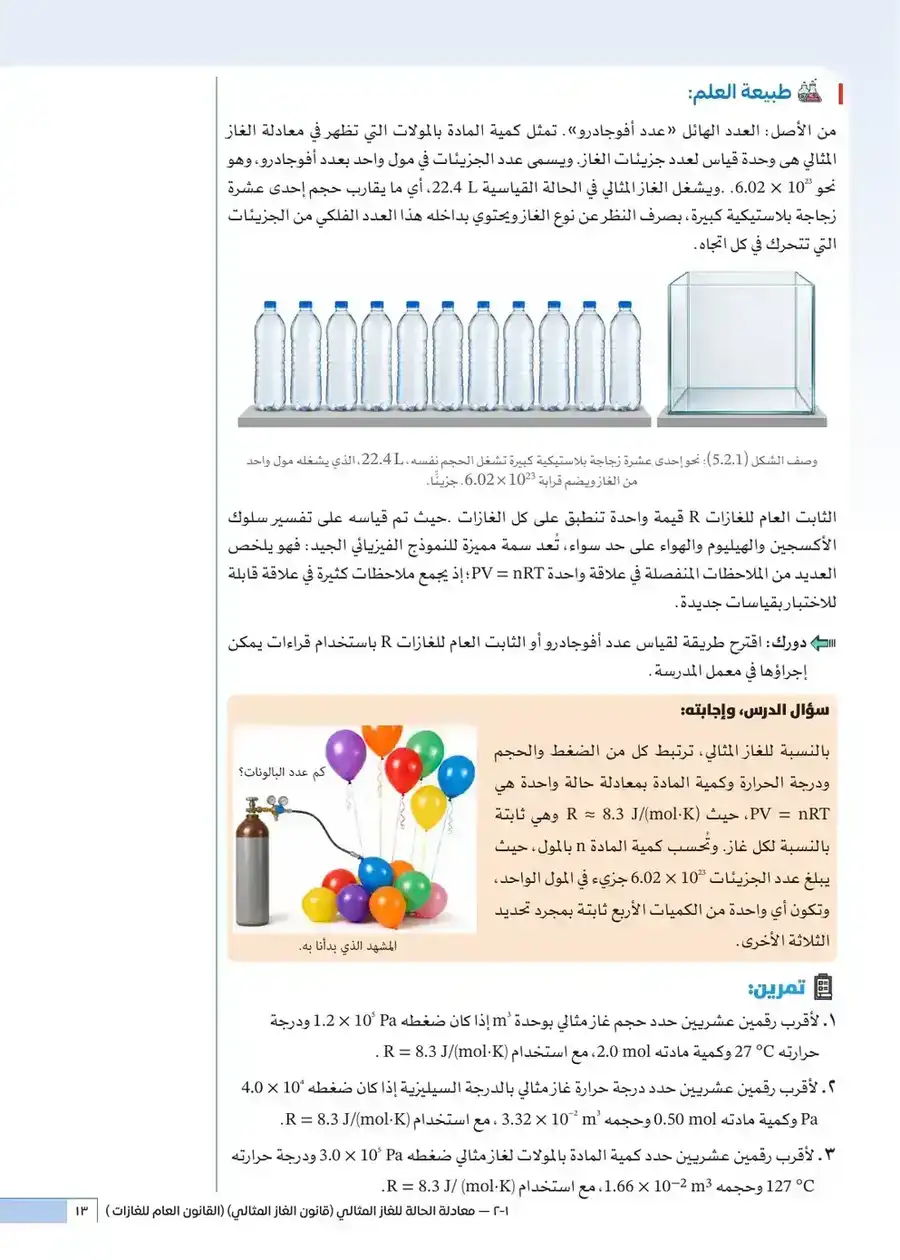 طبيعة العلم:
من الأصل: العدد الهائل «عدد أفوجادرو». تمثل كمية المادة بالمولات التي تظهر في معادلة الغاز
المثالي هى وحدة قياس لعدد جزيئات الغاز. ويسمى عدد الجزيئات في مول واحد بعدد أفوجادرو، وهو
نحو 6.02 × 10²³. .ويشغل الغاز المثالي في الحالة القياسية 22.4 L، أي ما يقارب حجم إحدى عشرة
زجاجة بلاستيكية كبيرة، بصرف النظر عن نوع الغاز ويحتوي بداخله هذا العدد الفلكي من الجزيئات
التي تتحرك في كل اتجاه.
وصف الشكل (5.2.1): نحو إحدى عشرة زجاجة بلاستيكية كبيرة تشغل الحجم نفسه، 22.4 L، الذي يشغله مول واحد
من الغاز ويضم قرابة 6.02 × 10²³. جزيئًا.
الثابت العام للغازات R قيمة واحدة تنطبق على كل الغازات .حيث تم قياسه على تفسير سلوك
الأكسجين والهيليوم والهواء على حد سواء، تُعد سمة مميزة للنموذج الفيزيائي الجيد: فهو يلخص
العديد من الملاحظات المنفصلة في علاقة واحدة PV = nRT؛ إذ يجمع ملاحظات كثيرة في علاقة قابلة
للاختبار بقياسات جديدة.
دورك: اقترح طريقة لقياس عدد أفوجادرو أو الثابت العام للغازات R باستخدام قراءات يمكن
إجراؤها في معمل المدرسة.
سؤال الدرس، وإجابته:
بالنسبة للغاز المثالي، ترتبط كل من الضغط والحجم
ودرجة الحرارة وكمية المادة بمعادلة حالة واحدة هي
PV = nRT، حيث R ≈ 8.3 J/(mol·K) وهي ثابتة
بالنسبة لكل غاز. وتُحسب كمية المادة n بالمول، حيث
يبلغ عدد الجزيئات 6.02 × 10²³ جزيء في المول الواحد،
وتكون أي واحدة من الكميات الأربع ثابتة بمجرد تحديد
الثلاثة الأخرى.
كم عدد البالونات؟
المشهد الذي بدأنا به.
تمرين:
١. لأقرب رقمين عشريين حدد حجم غاز مثالي بوحدة m³ إذا كان ضغطه 1.2 × 10⁵ Pa ودرجة
حرارته 27 °C وكمية مادته 2.0 mol، مع استخدام R = 8.3 J/(mol·K) .
٢. لأقرب رقمين عشريين حدد درجة حرارة غاز مثالي بالدرجة السيليزية إذا كان ضغطه 4.0 × 10⁴
Pa وكمية مادته 0.50 mol وحجمه 3.32 × 10⁻² m³ ، مع استخدام R = 8.3 J/(mol·K).
٣. لأقرب رقمين عشريين حدد كمية المادة بالمولات لغاز مثالي ضغطه 3.0 × 10⁵ Pa ودرجة حرارته
127 °C وحجمه 1.66 × 10⁻² m³، مع استخدام R = 8.3 J/ (mol·K).
١-٢ — معادلة الحالة للغاز المثالي (قانون الغاز المثالي) (القانون العام للغازات ) ١٣